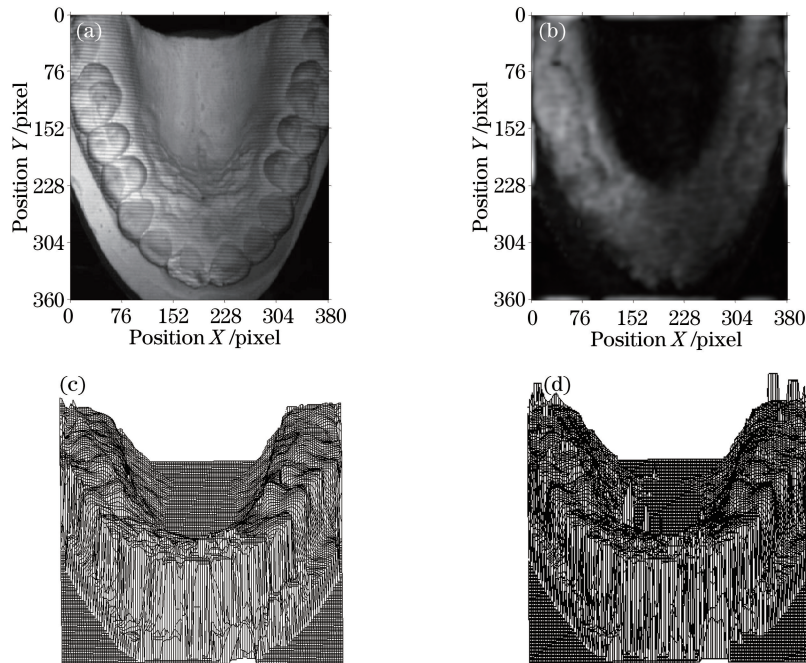 (a)
0
76
152
228
304
360
Position Y /pixel
0 76 152 228 304 380
Position X /pixel
(b)
0
76
152
228
304
360
Position Y /pixel
0 76 152 228 304 380
Position X /pixel
(c)
(d)